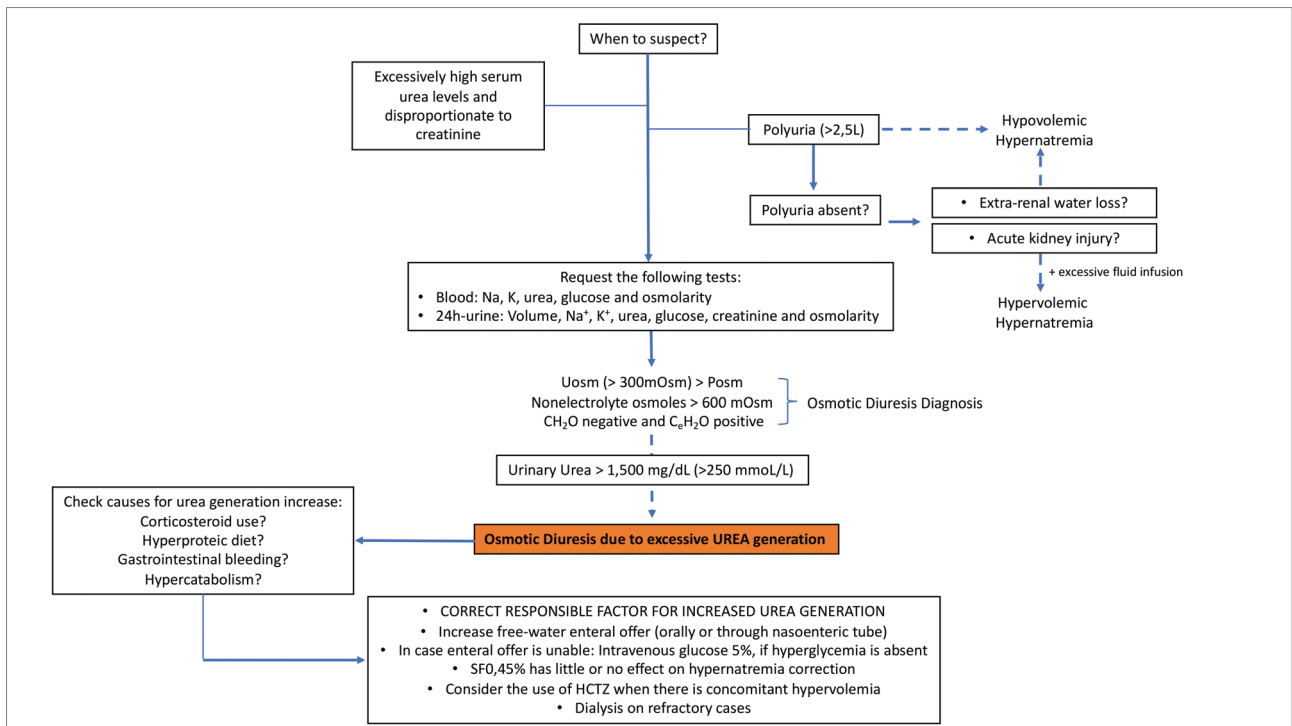 When to suspect?
Excessively high serum
urea levels and
disproportionate to
creatinine
Polyuria (>2,5L)
Hypovolemic
Hypernatremia
Polyuria absent?
• Extra-renal water loss?
• Acute kidney injury?
+ excessive fluid infusion
Hypervolemic
Hypernatremia
Request the following tests:
• Blood: Na, K, urea, glucose and osmolarity
• 24h-urine: Volume, Na⁺, K⁺, urea, glucose, creatinine and osmolarity
Uosm (> 300mOsm) > Posm
Nonelectrolyte osmoles > 600 mOsm
CH₂O negative and CₑH₂O positive
Osmotic Diuresis Diagnosis
Urinary Urea > 1,500 mg/dL (>250 mmoL/L)
Osmotic Diuresis due to excessive UREA generation
Check causes for urea generation increase:
Corticosteroid use?
Hyperproteic diet?
Gastrointestinal bleeding?
Hypercatabolism?
• CORRECT RESPONSIBLE FACTOR FOR INCREASED UREA GENERATION
• Increase free-water enteral offer (orally or through nasoenteric tube)
• In case enteral offer is unable: Intravenous glucose 5%, if hyperglycemia is absent
• SF0,45% has little or no effect on hypernatremia correction
• Consider the use of HCTZ when there is concomitant hypervolemia
• Dialysis on refractory cases